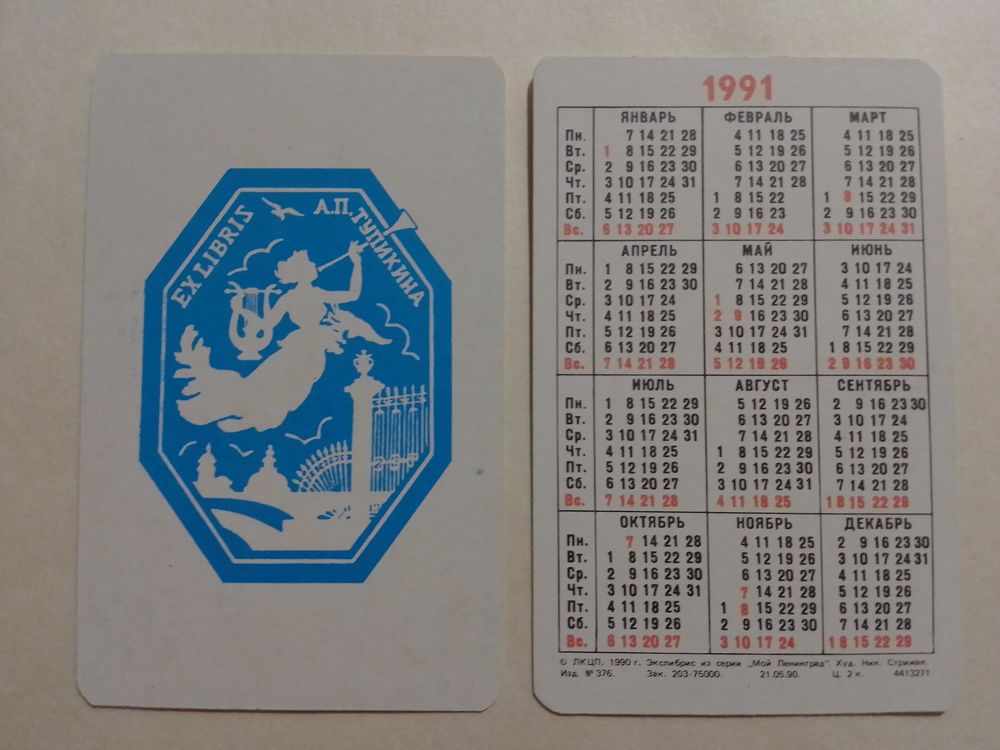 EX LIBRIS А.П. ТУПИКИНА
1991
ЯНВАРЬ ФЕВРАЛЬ МАРТ
Пн. 7 14 21 28 4 11 18 25 4 11 18 25
Вт. 1 8 15 22 29 5 12 19 26 5 12 19 26
Ср. 2 9 16 23 30 6 13 20 27 6 13 20 27
Чт. 3 10 17 24 31 7 14 21 28 7 14 21 28
Пт. 4 11 18 25 1 8 15 22 1 8 15 22 29
Сб. 5 12 19 26 2 9 16 23 2 9 16 23 30
Вс. 6 13 20 27 3 10 17 24 3 10 17 24 31
АПРЕЛЬ МАЙ ИЮНЬ
Пн. 1 8 15 22 29 6 13 20 27 3 10 17 24
Вт. 2 9 16 23 30 7 14 21 28 4 11 18 25
Ср. 3 10 17 24 1 8 15 22 29 5 12 19 26
Чт. 4 11 18 25 2 9 16 23 30 6 13 20 27
Пт. 5 12 19 26 3 10 17 24 31 7 14 21 28
Сб. 6 13 20 27 4 11 18 25 1 8 15 22 29
Вс. 7 14 21 28 5 12 19 26 2 9 16 23 30
ИЮЛЬ АВГУСТ СЕНТЯБРЬ
Пн. 1 8 15 22 29 5 12 19 26 2 9 16 23 30
Вт. 2 9 16 23 30 6 13 20 27 3 10 17 24
Ср. 3 10 17 24 31 7 14 21 28 4 11 18 25
Чт. 4 11 18 25 1 8 15 22 29 5 12 19 26
Пт. 5 12 19 26 2 9 16 23 30 6 13 20 27
Сб. 6 13 20 27 3 10 17 24 31 7 14 21 28
Вс. 7 14 21 28 4 11 18 25 1 8 15 22 29
ОКТЯБРЬ НОЯБРЬ ДЕКАБРЬ
Пн. 7 14 21 28 4 11 18 25 2 9 16 23 30
Вт. 1 8 15 22 29 5 12 19 26 3 10 17 24 31
Ср. 2 9 16 23 30 6 13 20 27 4 11 18 25
Чт. 3 10 17 24 31 7 14 21 28 5 12 19 26
Пт. 4 11 18 25 1 8 15 22 29 6 13 20 27
Сб. 5 12 19 26 2 9 16 23 30 7 14 21 28
Вс. 6 13 20 27 3 10 17 24 1 8 15 22 29
© ЛКЦП. 1990 г. Экслибрис из серии „Мой Ленинград". Худ. Ник. Стрижак.
Изд. № 376. Зак. 203-75000. 21.05.90. Ц. 2 к. 4413271